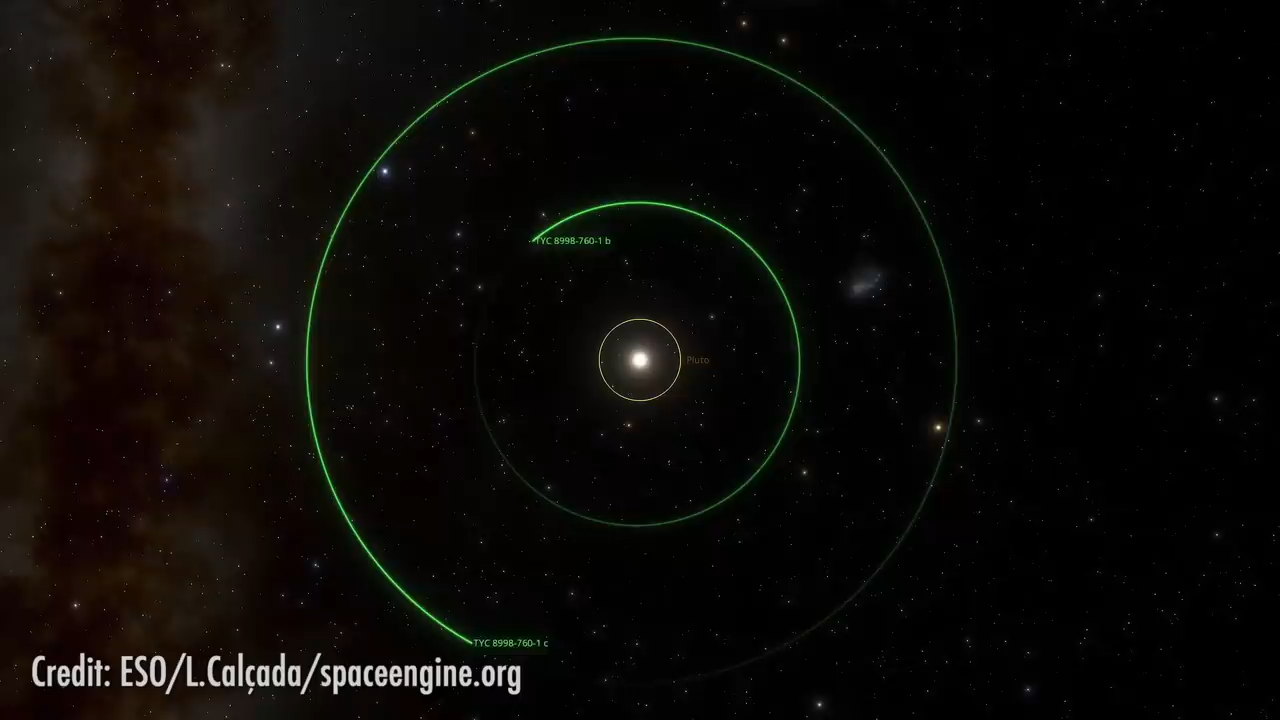 TYC 8998-760-1 b
Pluto
TYC 8998-760-1 c
Credit: ESO/L.Calçada/spaceengine.org